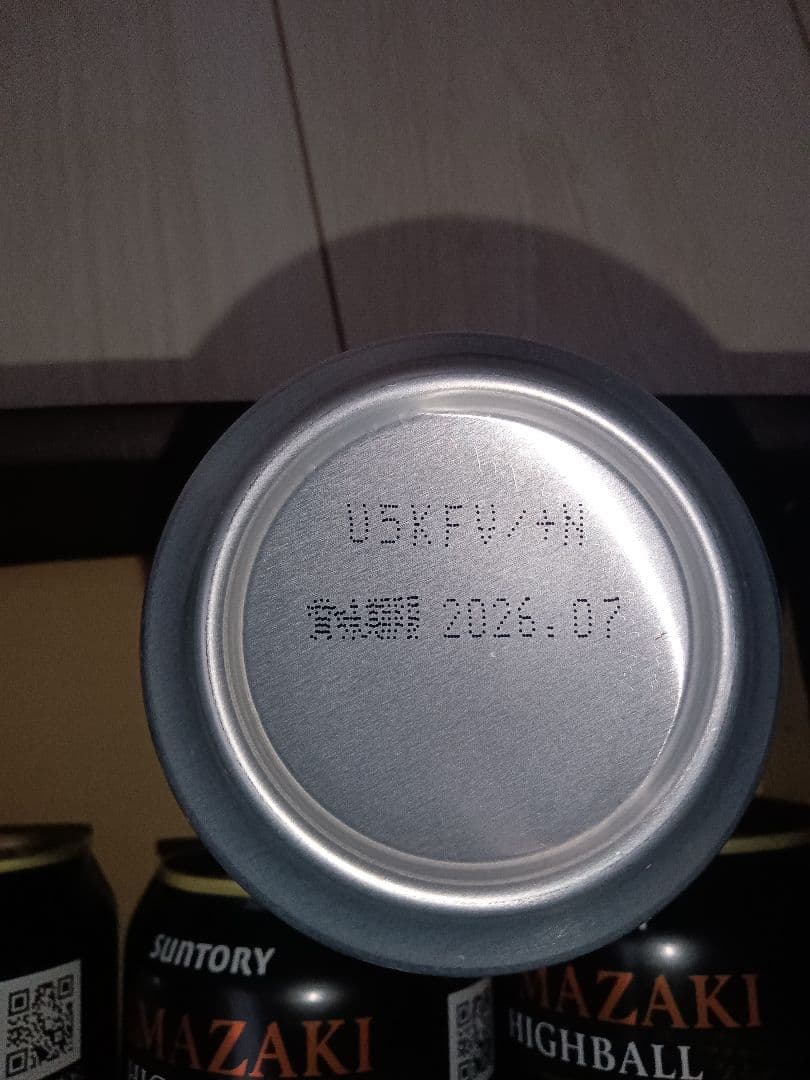 U5KFV/+N
賞味期限 2026.07
SUNTORY
MAZAKI
MAZAKI
HIGHBALL